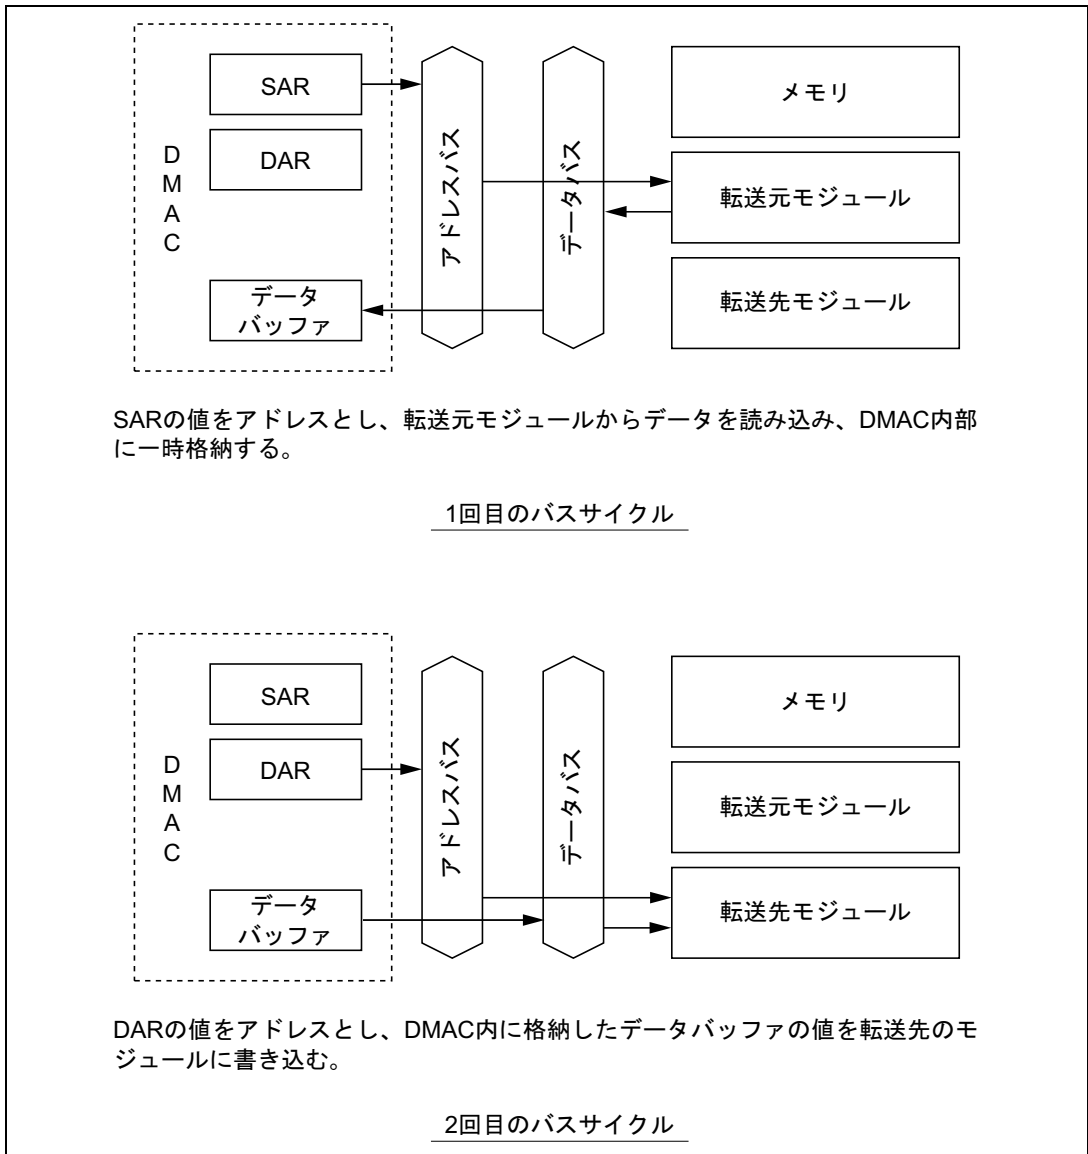 SAR
DAR
DMAC
データ
バッファ
アドレスバス
データバス
メモリ
転送元モジュール
転送先モジュール
SARの値をアドレスとし、転送元モジュールからデータを読み込み、DMAC内部
に一時格納する。
1回目のバスサイクル
SAR
DAR
DMAC
データ
バッファ
アドレスバス
データバス
メモリ
転送元モジュール
転送先モジュール
DARの値をアドレスとし、DMAC内に格納したデータバッファの値を転送先のモ
ジュールに書き込む。
2回目のバスサイクル